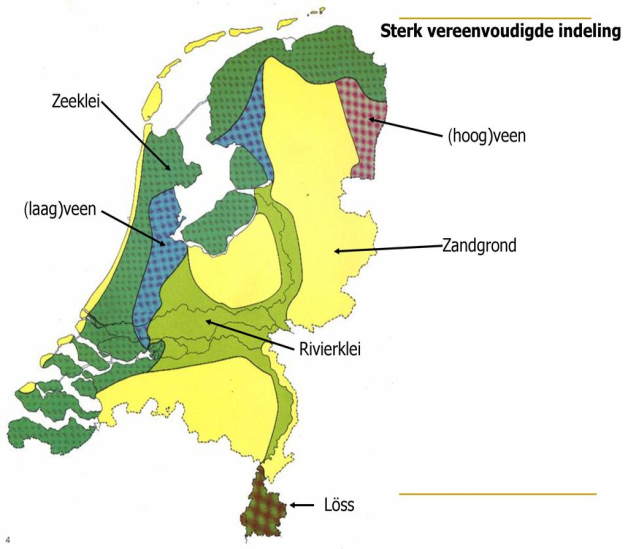 Sterk vereenvoudigde indeling
Zeeklei
(hoog)veen
(laag)veen
Zandgrond
Rivierklei
Löss
4